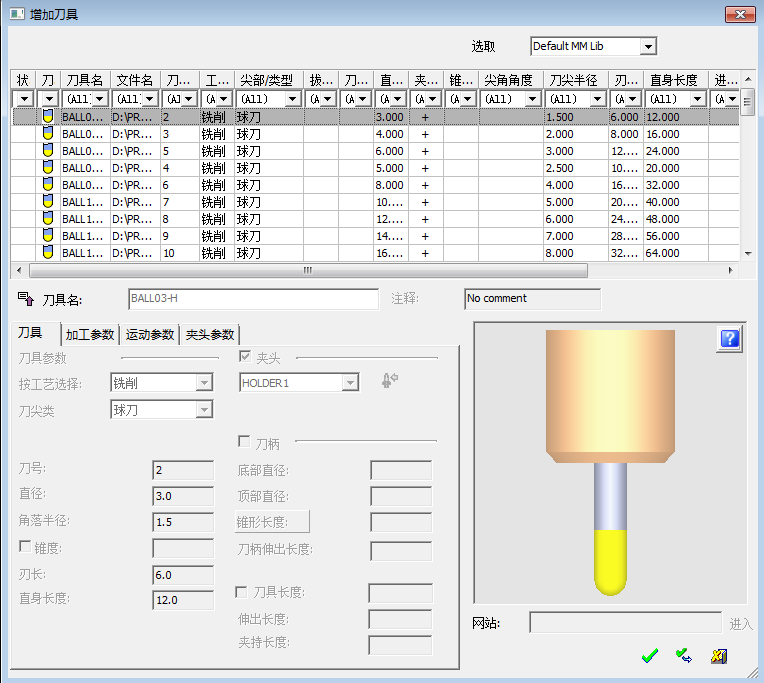 增加刀具
选取 Default MM Lib
状 刀 刀具名 文件名 刀... 工... 尖部/类型 拔... 刀... 直... 夹... 锥... 尖角角度 刀尖半径 刃... 直身长度 进...
(All) (All) (Al (A (All) (A (A (A (A (A (All) (All) (A (All) (A
BALL0... D:\PR... 2 铣削 球刀 3.000 + 1.500 6.000 12.000
BALL0... D:\PR... 3 铣削 球刀 4.000 + 2.000 8.000 16.000
BALL0... D:\PR... 5 铣削 球刀 6.000 + 3.000 12.... 24.000
BALL0... D:\PR... 4 铣削 球刀 5.000 + 2.500 10.... 20.000
BALL0... D:\PR... 6 铣削 球刀 8.000 + 4.000 16.... 32.000
BALL1... D:\PR... 7 铣削 球刀 10.... + 5.000 20.... 40.000
BALL1... D:\PR... 8 铣削 球刀 12.... + 6.000 24.... 48.000
BALL1... D:\PR... 9 铣削 球刀 14.... + 7.000 28.... 56.000
BALL1... D:\PR... 10 铣削 球刀 16.... + 8.000 32.... 64.000
刀具名: BALL03-H 注释: No comment
刀具 加工参数 运动参数 夹头参数
刀具参数 夹头
按工艺选择: 铣削 HOLDER1
刀尖类 球刀
刀柄
刀号: 2 底部直径:
直径: 3.0 顶部直径:
角落半径: 1.5 锥形长度:
锥度: 刀柄伸出长度:
刃长: 6.0
直身长度: 12.0 刀具长度:
伸出长度:
夹持长度:
?
网站: 进入